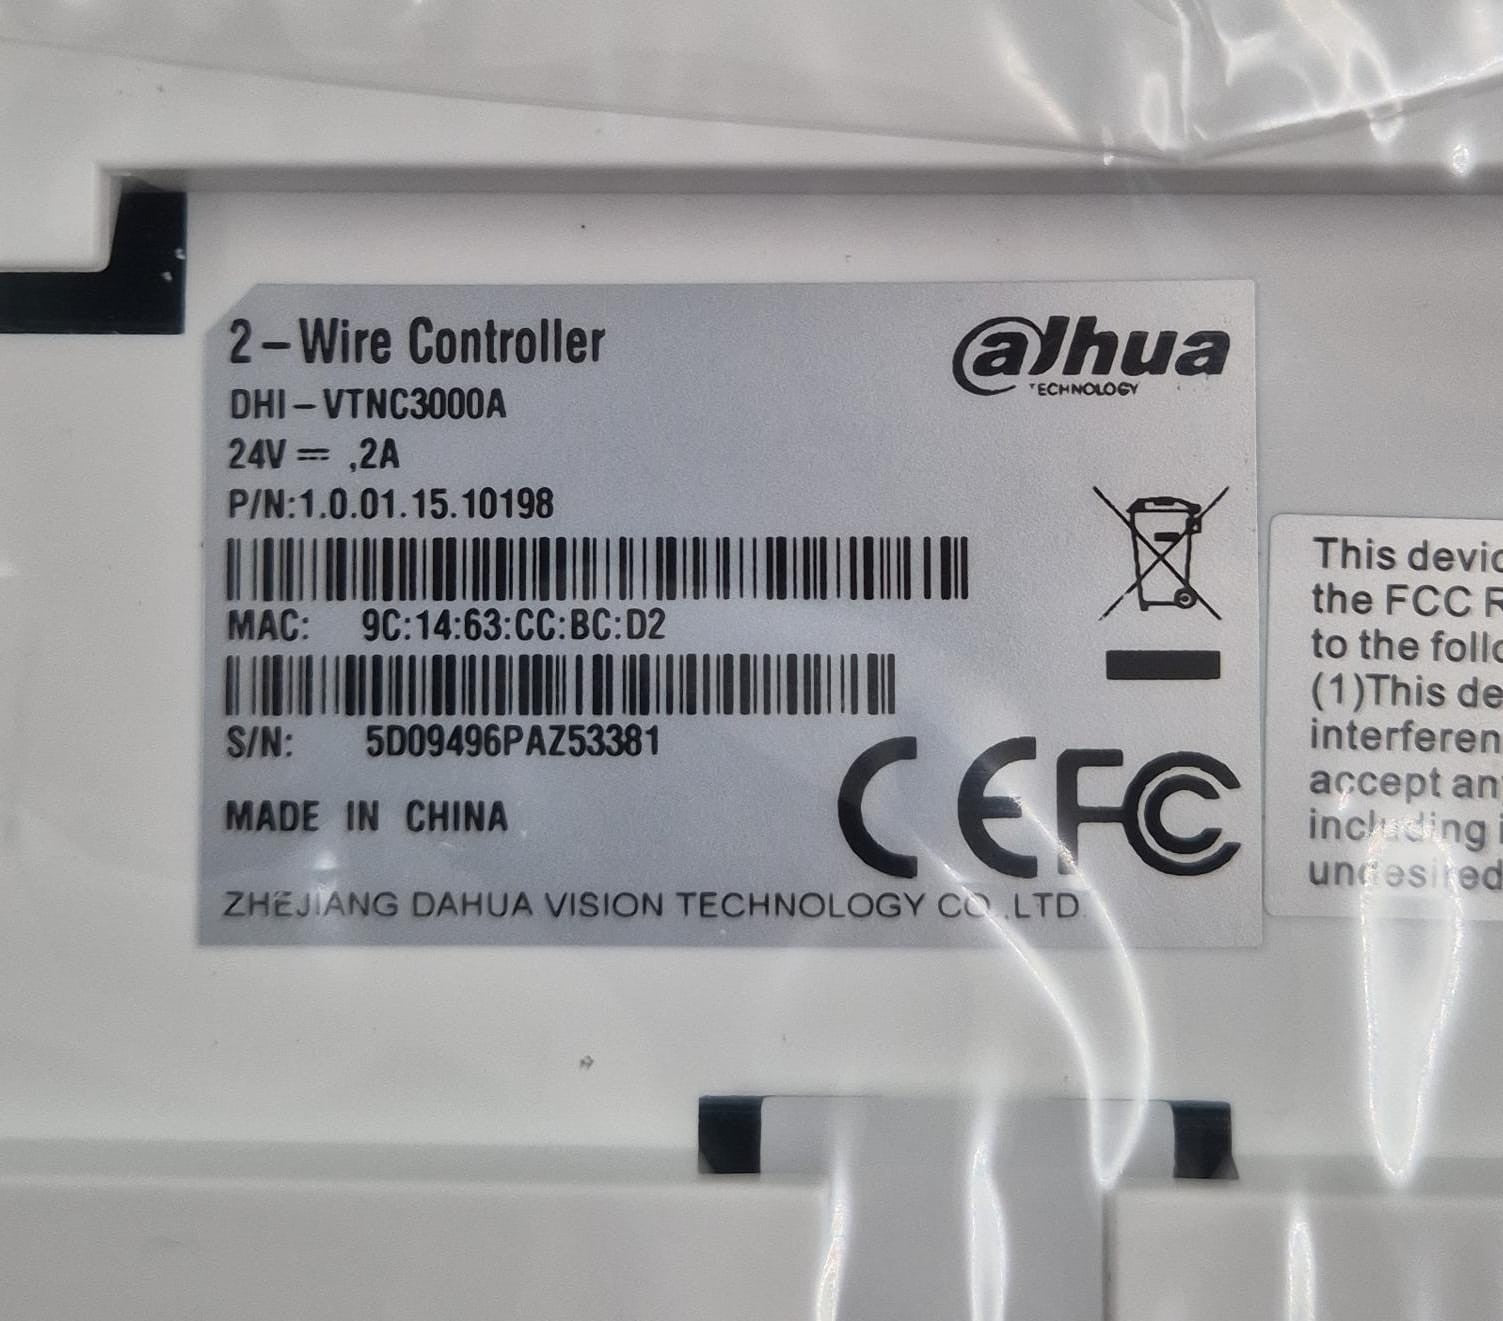 2-Wire Controller
alhua
TECHNOLOGY
DHI-VTNC3000A
24V⎓ ,2A
P/N:1.0.01.15.10198
MAC: 9C:14:63:CC:BC:D2
S/N: 5D09496PAZ53381
MADE IN CHINA
CE FC
ZHEJIANG DAHUA VISION TECHNOLOGY CO.,LTD
This devic
the FCC R
to the follo
(1)This de
interferen
accept an
including i
undesired